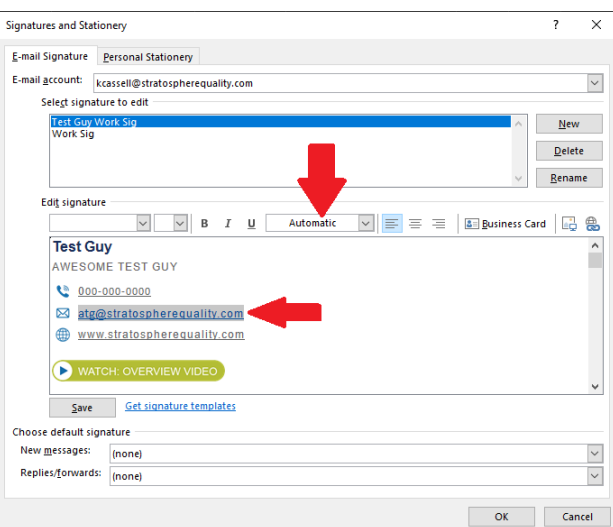 Signatures and Stationery ?
E-mail Signature Personal Stationery
E-mail account: kcassell@stratospherequality.com
Select signature to edit
Test Guy Work Sig
Work Sig
New
Delete
Rename
Edit signature
B I U Automatic Business Card
Test Guy
AWESOME TEST GUY
000-000-0000
atg@stratospherequality.com
www.stratospherequality.com
WATCH: OVERVIEW VIDEO
Save Get signature templates
Choose default signature
New messages: (none)
Replies/forwards: (none)
OK Cancel